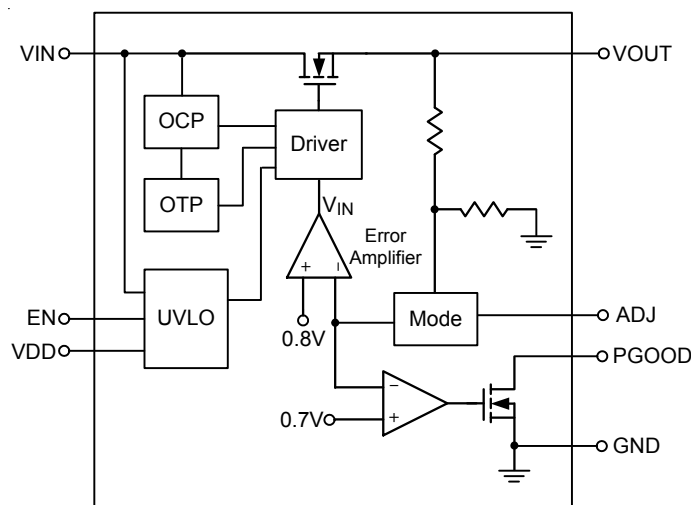 VIN
VOUT
OCP
Driver
OTP
VIN
Error
Amplifier
+
−
UVLO
Mode
EN
ADJ
0.8V
VDD
PGOOD
−
0.7V
+
GND